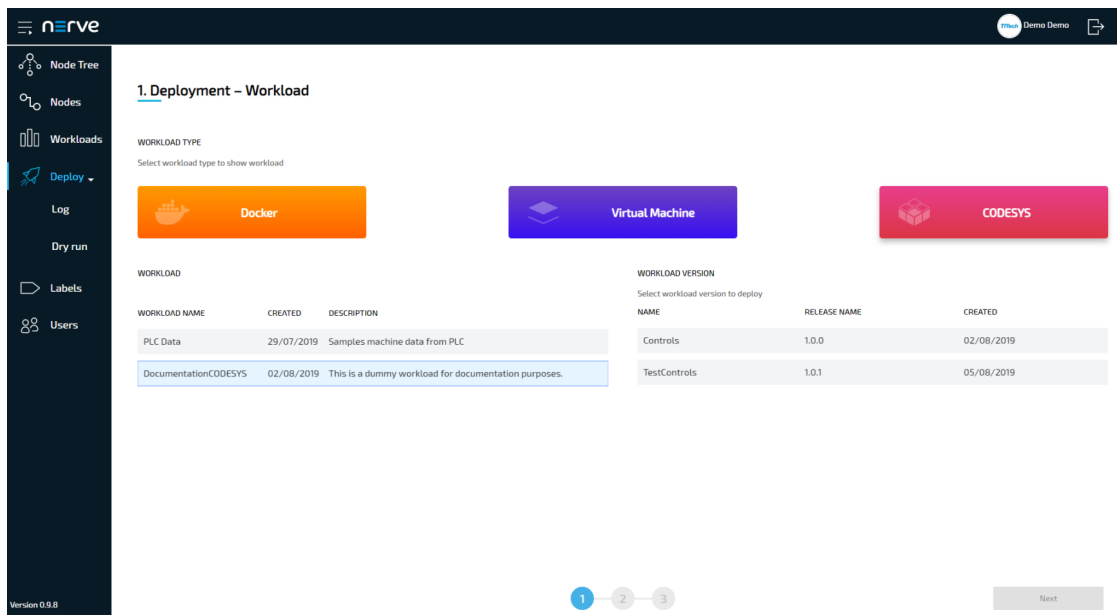 nerve
TTTech Demo Demo
Node Tree
Nodes
Workloads
Deploy
Log
Dry run
Labels
Users
Version 0.9.8
1. Deployment – Workload
WORKLOAD TYPE
Select workload type to show workload
Docker
Virtual Machine
CODESYS
WORKLOAD
WORKLOAD NAME CREATED DESCRIPTION
PLC Data 29/07/2019 Samples machine data from PLC
DocumentationCODESYS 02/08/2019 This is a dummy workload for documentation purposes.
WORKLOAD VERSION
Select workload version to deploy
NAME RELEASE NAME CREATED
Controls 1.0.0 02/08/2019
TestControls 1.0.1 05/08/2019
1 2 3
Next